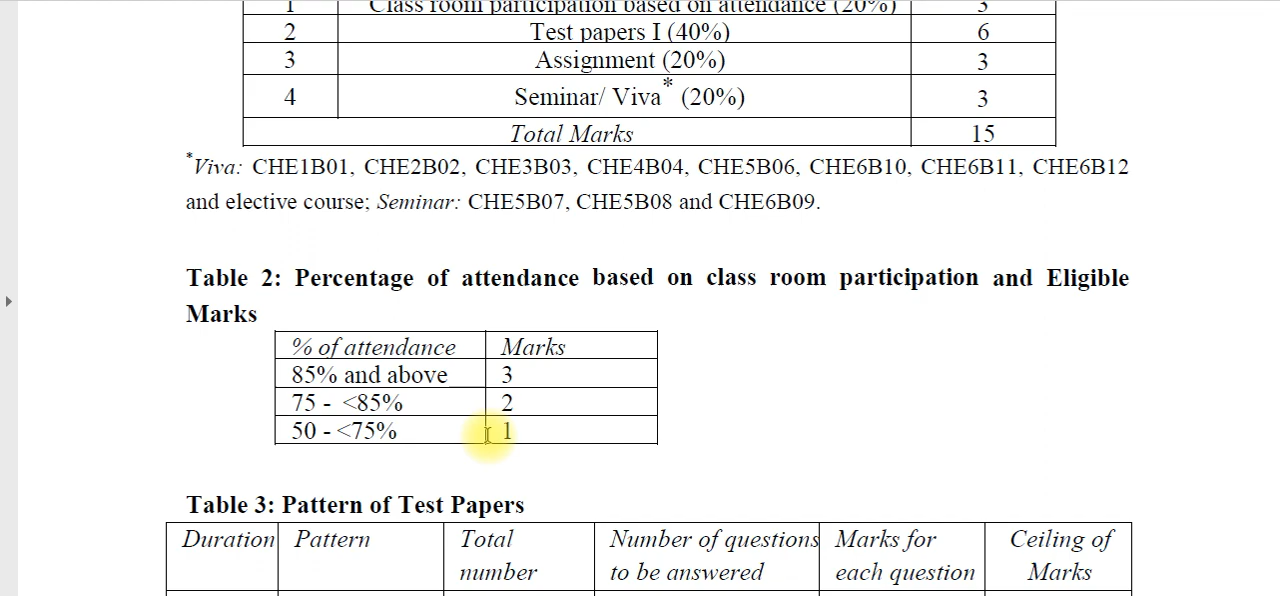 1 Class room participation based on attendance (20%) 3
2 Test papers I (40%) 6
3 Assignment (20%) 3
4 Seminar/ Viva* (20%) 3
Total Marks 15
*Viva: CHE1B01, CHE2B02, CHE3B03, CHE4B04, CHE5B06, CHE6B10, CHE6B11, CHE6B12
and elective course; Seminar: CHE5B07, CHE5B08 and CHE6B09.
Table 2: Percentage of attendance based on class room participation and Eligible
Marks
% of attendance Marks
85% and above 3
75 - <85% 2
50 - <75% 1
Table 3: Pattern of Test Papers
Duration Pattern Total Number of questions Marks for Ceiling of
number to be answered each question Marks